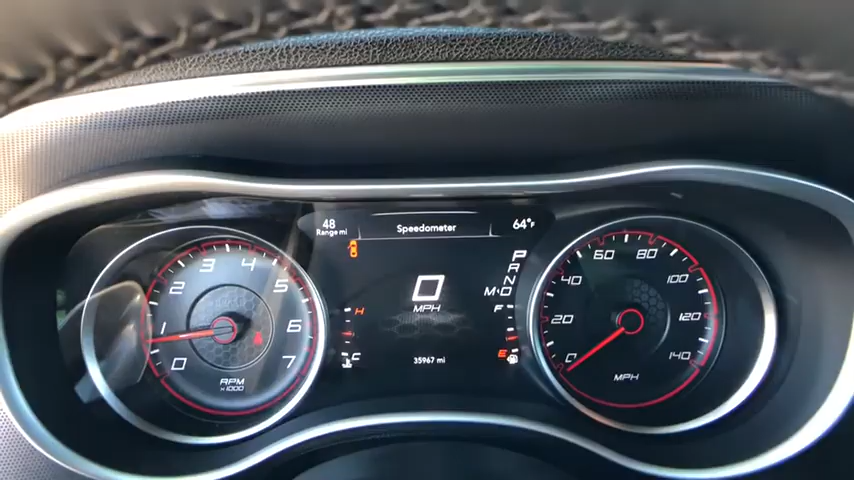 48
Range mi
Speedometer
64°F
P
R
N
M‹D
0
MPH
35967 mi
H
C
F
E
0
1
2
3
4
5
6
7
RPM
x1000
0
20
40
60
80
100
120
140
MPH